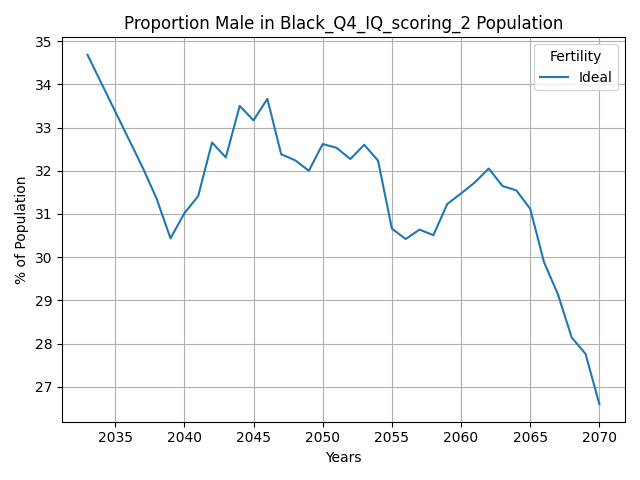 Proportion Male in Black_Q4_IQ_scoring_2 Population
Fertility
Ideal
% of Population
35
34
33
32
31
30
29
28
27
2035 2040 2045 2050 2055 2060 2065 2070
Years